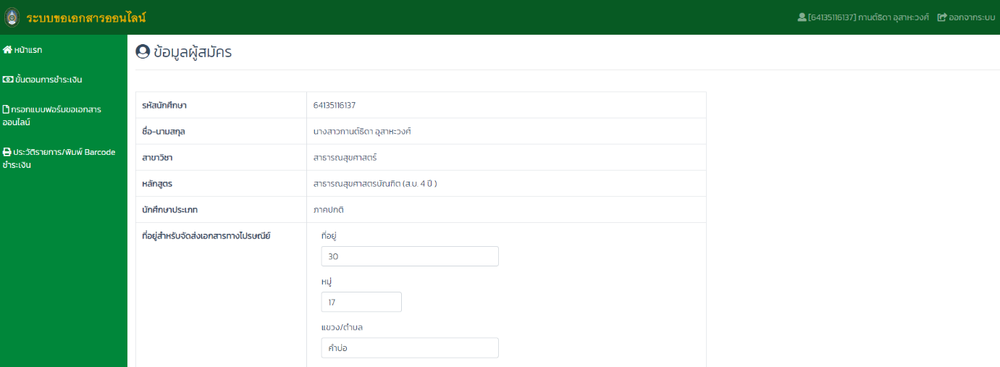 ระบบขอเอกสารออนไลน์
[64135116137] กานต์ธิดา อุสาหะวงค์ ออกจากระบบ
หน้าแรก
ขั้นตอนการชำระเงิน
กรอกแบบฟอร์มขอเอกสาร
ออนไลน์
ประวัติรายการ/พิมพ์ Barcode
ชำระเงิน
ข้อมูลผู้สมัคร
รหัสนักศึกษา 64135116137
ชื่อ-นามสกุล นางสาวกานต์ธิดา อุสาหะวงค์
สาขาวิชา สาธารณสุขศาสตร์
หลักสูตร สาธารณสุขศาสตรบัณฑิต (ส.บ. 4 ปี )
นักศึกษาประเภท ภาคปกติ
ที่อยู่สำหรับจัดส่งเอกสารทางไปรษณีย์ ที่อยู่
30
หมู่
17
แขวง/ตำบล
คำบ่อ